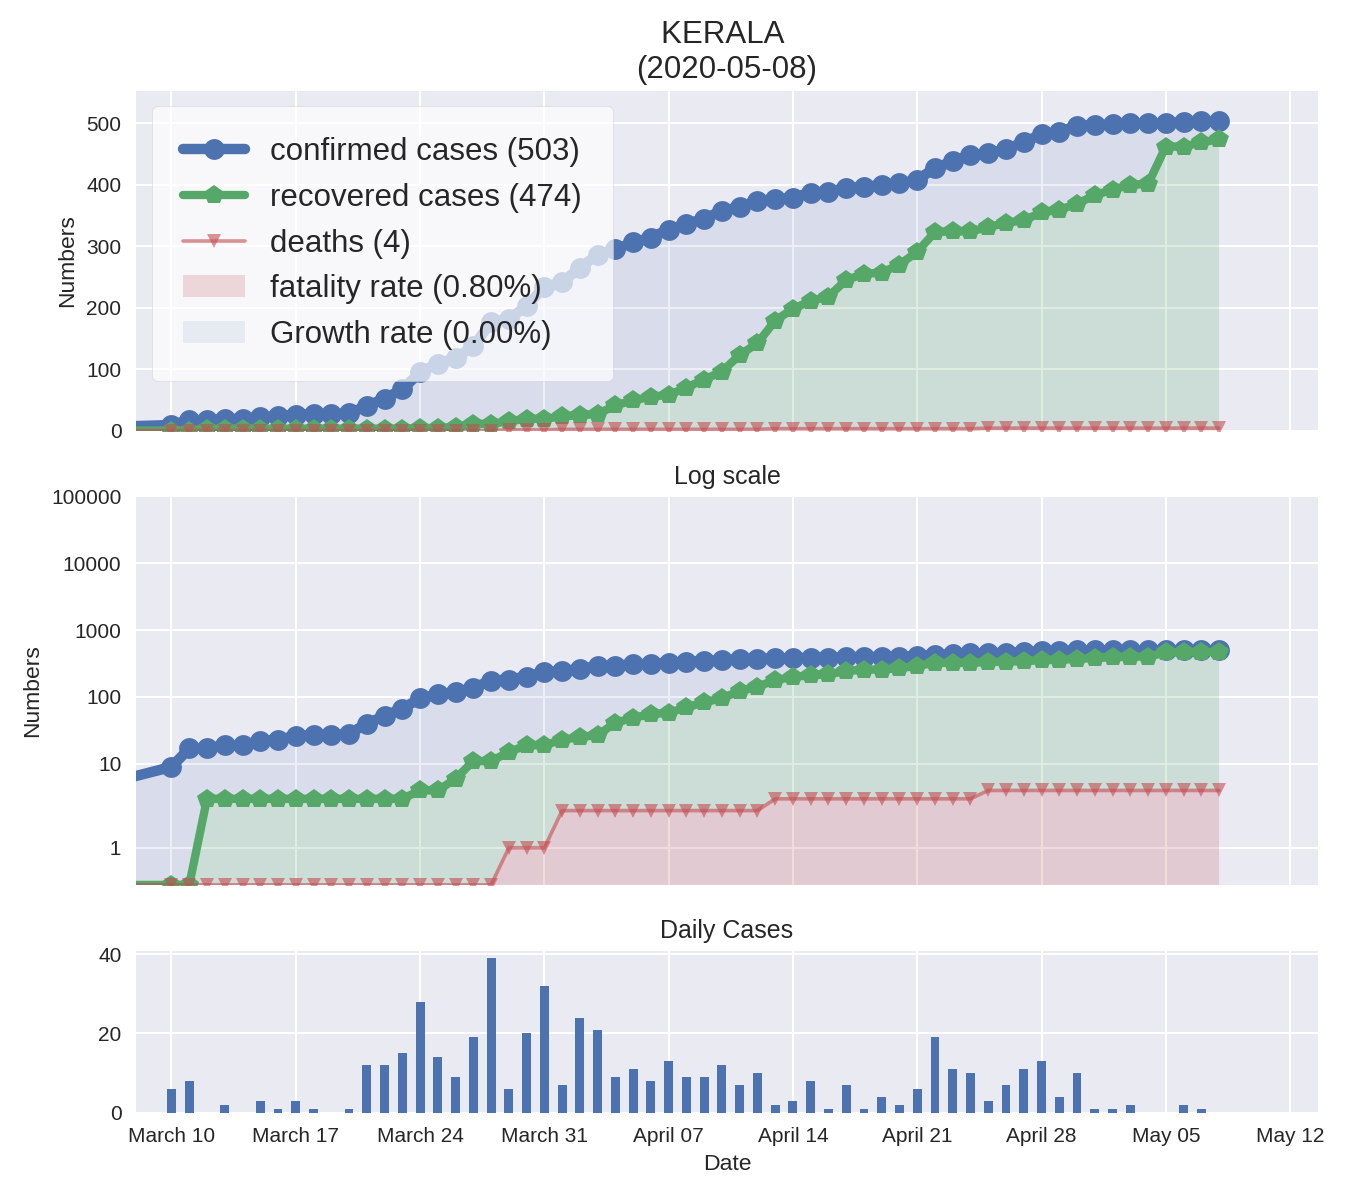 KERALA
(2020-05-08)
500
400
300
200
100
0
Numbers
confirmed cases (503)
recovered cases (474)
deaths (4)
fatality rate (0.80%)
Growth rate (0.00%)
Log scale
100000
10000
1000
100
10
1
Numbers
Daily Cases
40
20
0
March 10 March 17 March 24 March 31 April 07 April 14 April 21 April 28 May 05 May 12
Date